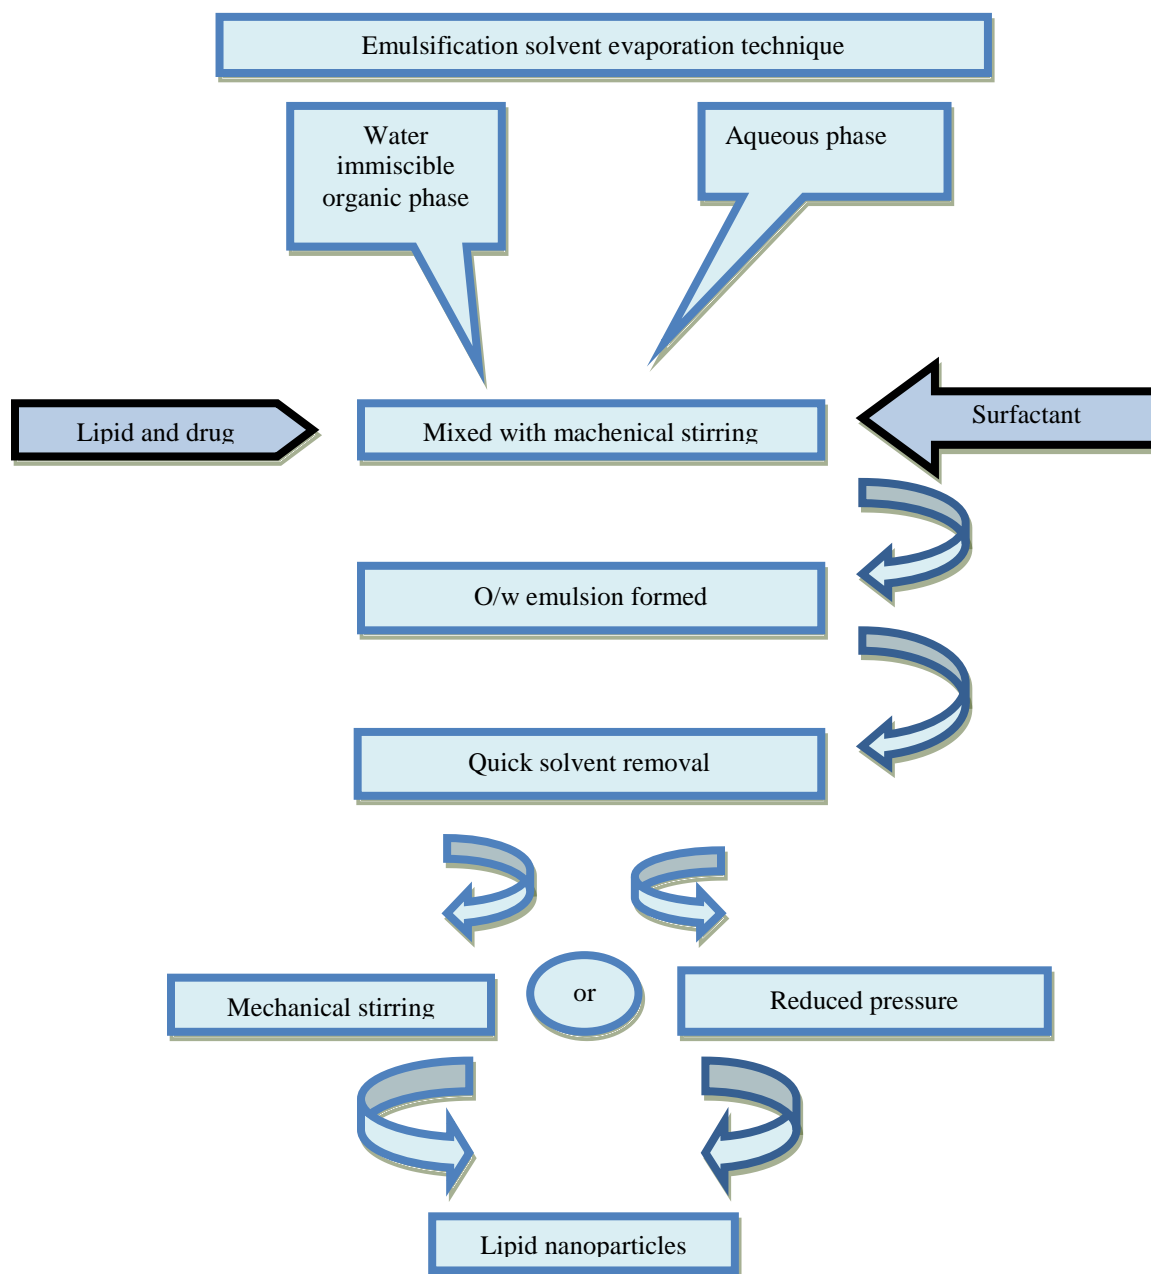 Emulsification solvent evaporation technique
Water
immiscible
organic phase
Aqueous phase
Lipid and drug
Mixed with machenical stirring
Surfactant
O/w emulsion formed
Quick solvent removal
Mechanical stirring
or
Reduced pressure
Lipid nanoparticles